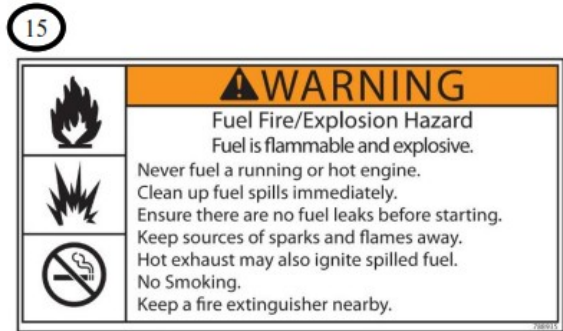 15
WARNING
Fuel Fire/Explosion Hazard
Fuel is flammable and explosive.
Never fuel a running or hot engine.
Clean up fuel spills immediately.
Ensure there are no fuel leaks before starting.
Keep sources of sparks and flames away.
Hot exhaust may also ignite spilled fuel.
No Smoking.
Keep a fire extinguisher nearby.